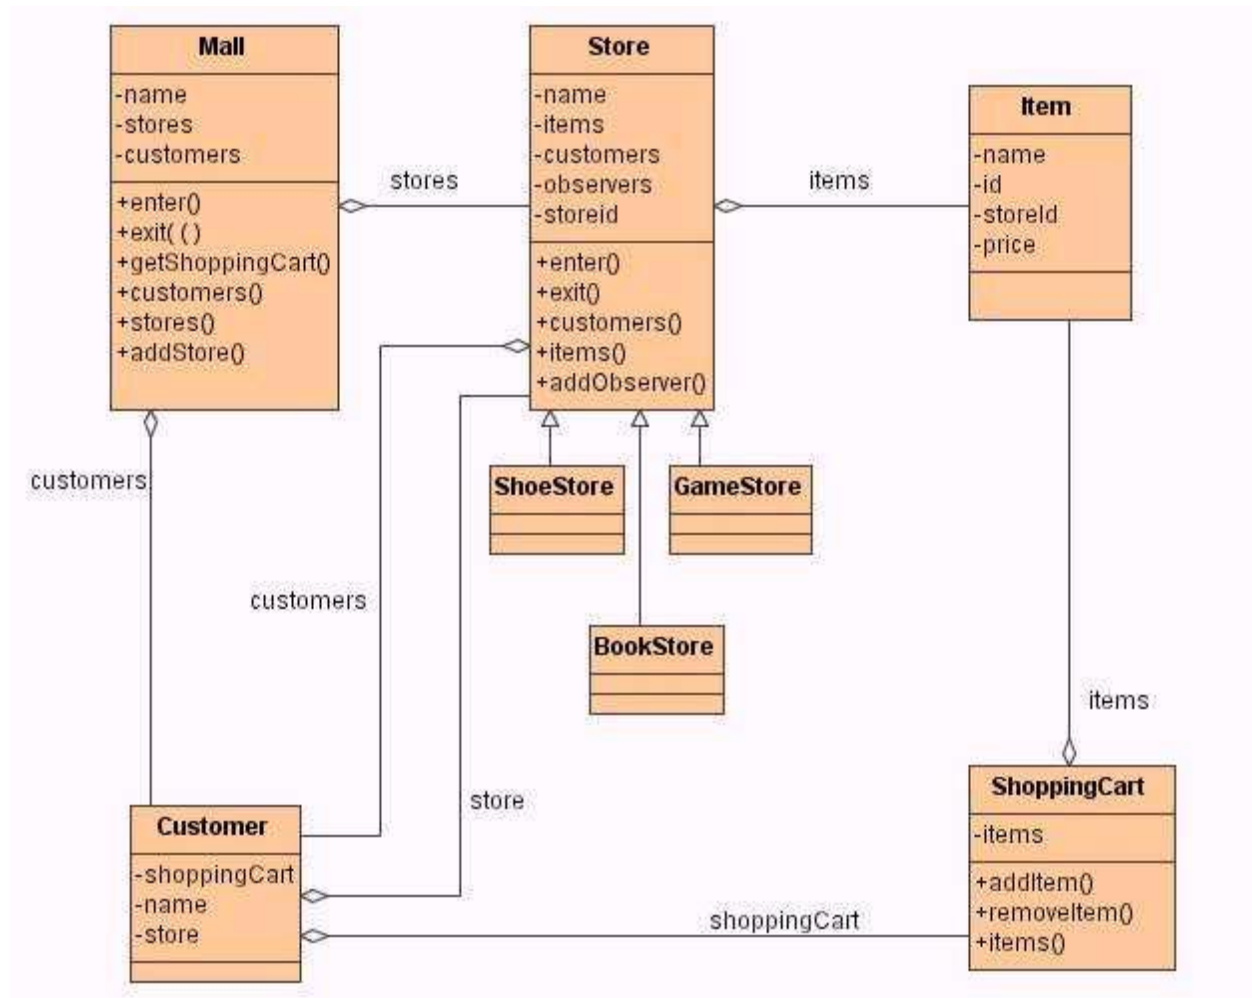 Mall
-name
-stores
-customers
+enter()
+exit( ( )
+getShoppingCart()
+customers()
+stores()
+addStore()
stores
Store
-name
-items
-customers
-observers
-storeid
+enter()
+exit()
+customers()
+items()
+addObserver()
items
Item
-name
-id
-storeId
-price
customers
ShoeStore
GameStore
customers
BookStore
items
store
Customer
-shoppingCart
-name
-store
shoppingCart
ShoppingCart
-items
+addItem()
+removeItem()
+items()